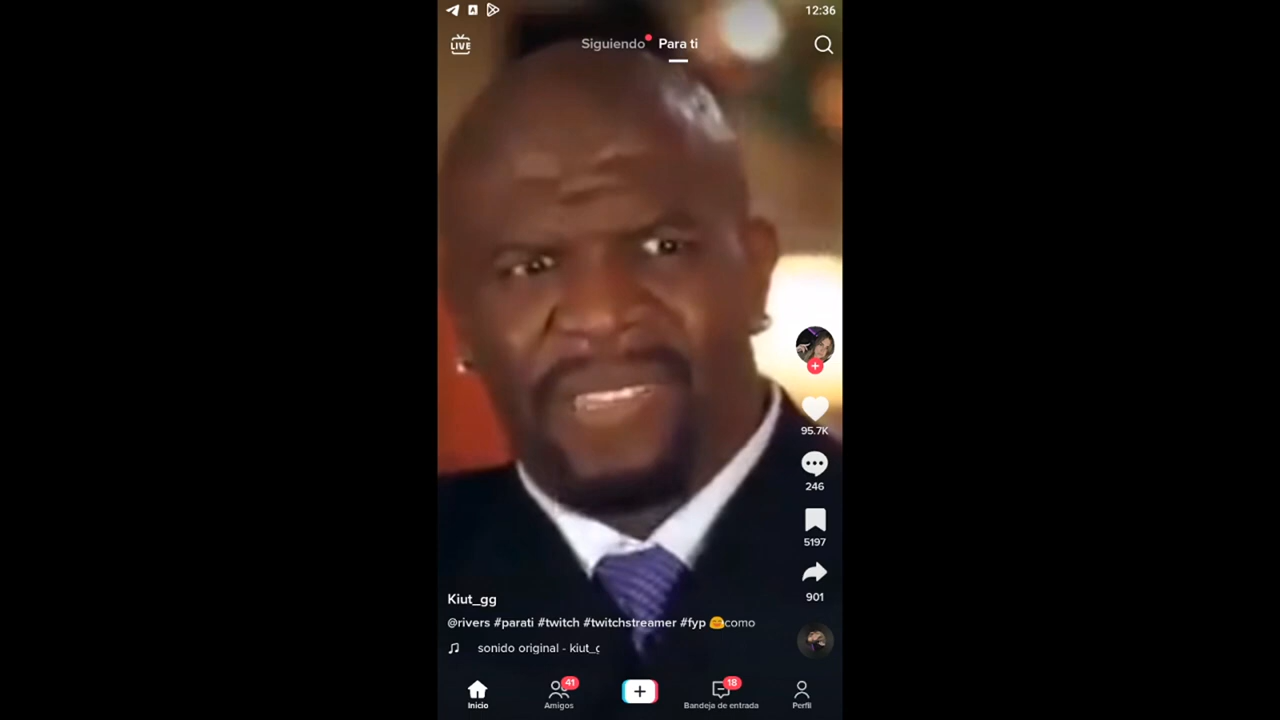 12:36
LIVE
Siguiendo
Para ti
95.7K
246
5197
901
Kiut_gg
@rivers #parati #twitch #twitchstreamer #fyp 😋como
sonido original - kiut_
41
18
Inicio
Amigos
Bandeja de entrada
Perfil